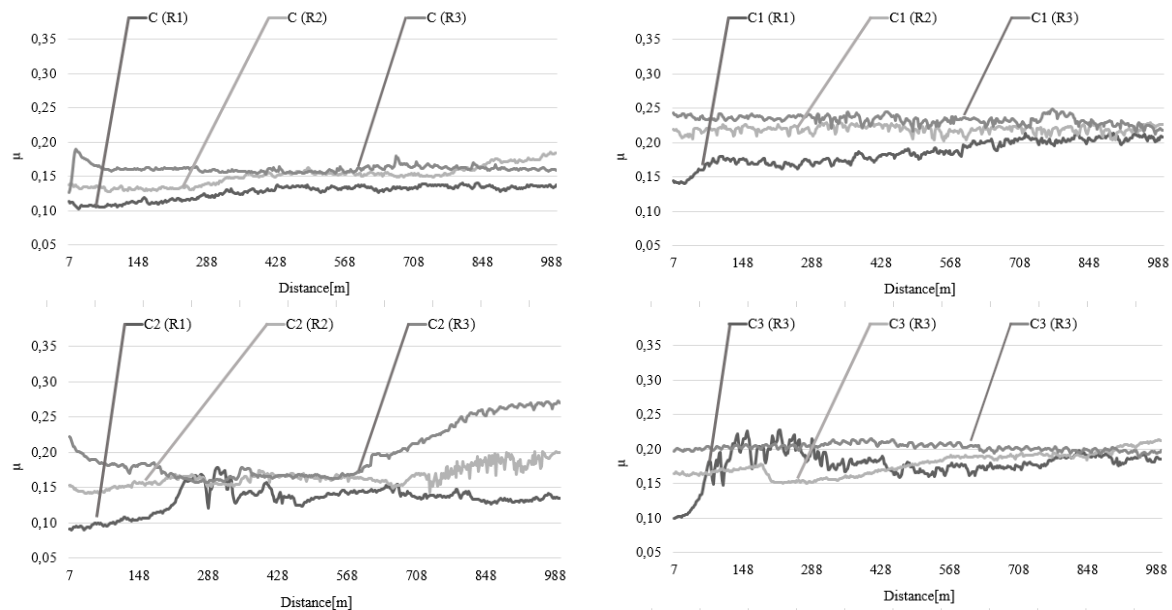 C (R1) C (R2) C (R3)
0,35
0,30
0,25
0,20
0,15
0,10
0,05
μ
7 148 288 428 568 708 848 988
Distance[m]
C1 (R1) C1 (R2) C1 (R3)
0,35
0,30
0,25
0,20
0,15
0,10
0,05
μ
7 148 288 428 568 708 848 988
Distance[m]
C2 (R1) C2 (R2) C2 (R3)
0,35
0,30
0,25
0,20
0,15
0,10
0,05
μ
7 148 288 428 568 708 848 988
Distance[m]
C3 (R3) C3 (R3) C3 (R3)
0,35
0,30
0,25
0,20
0,15
0,10
0,05
μ
7 148 288 428 568 708 848 988
Distance[m]